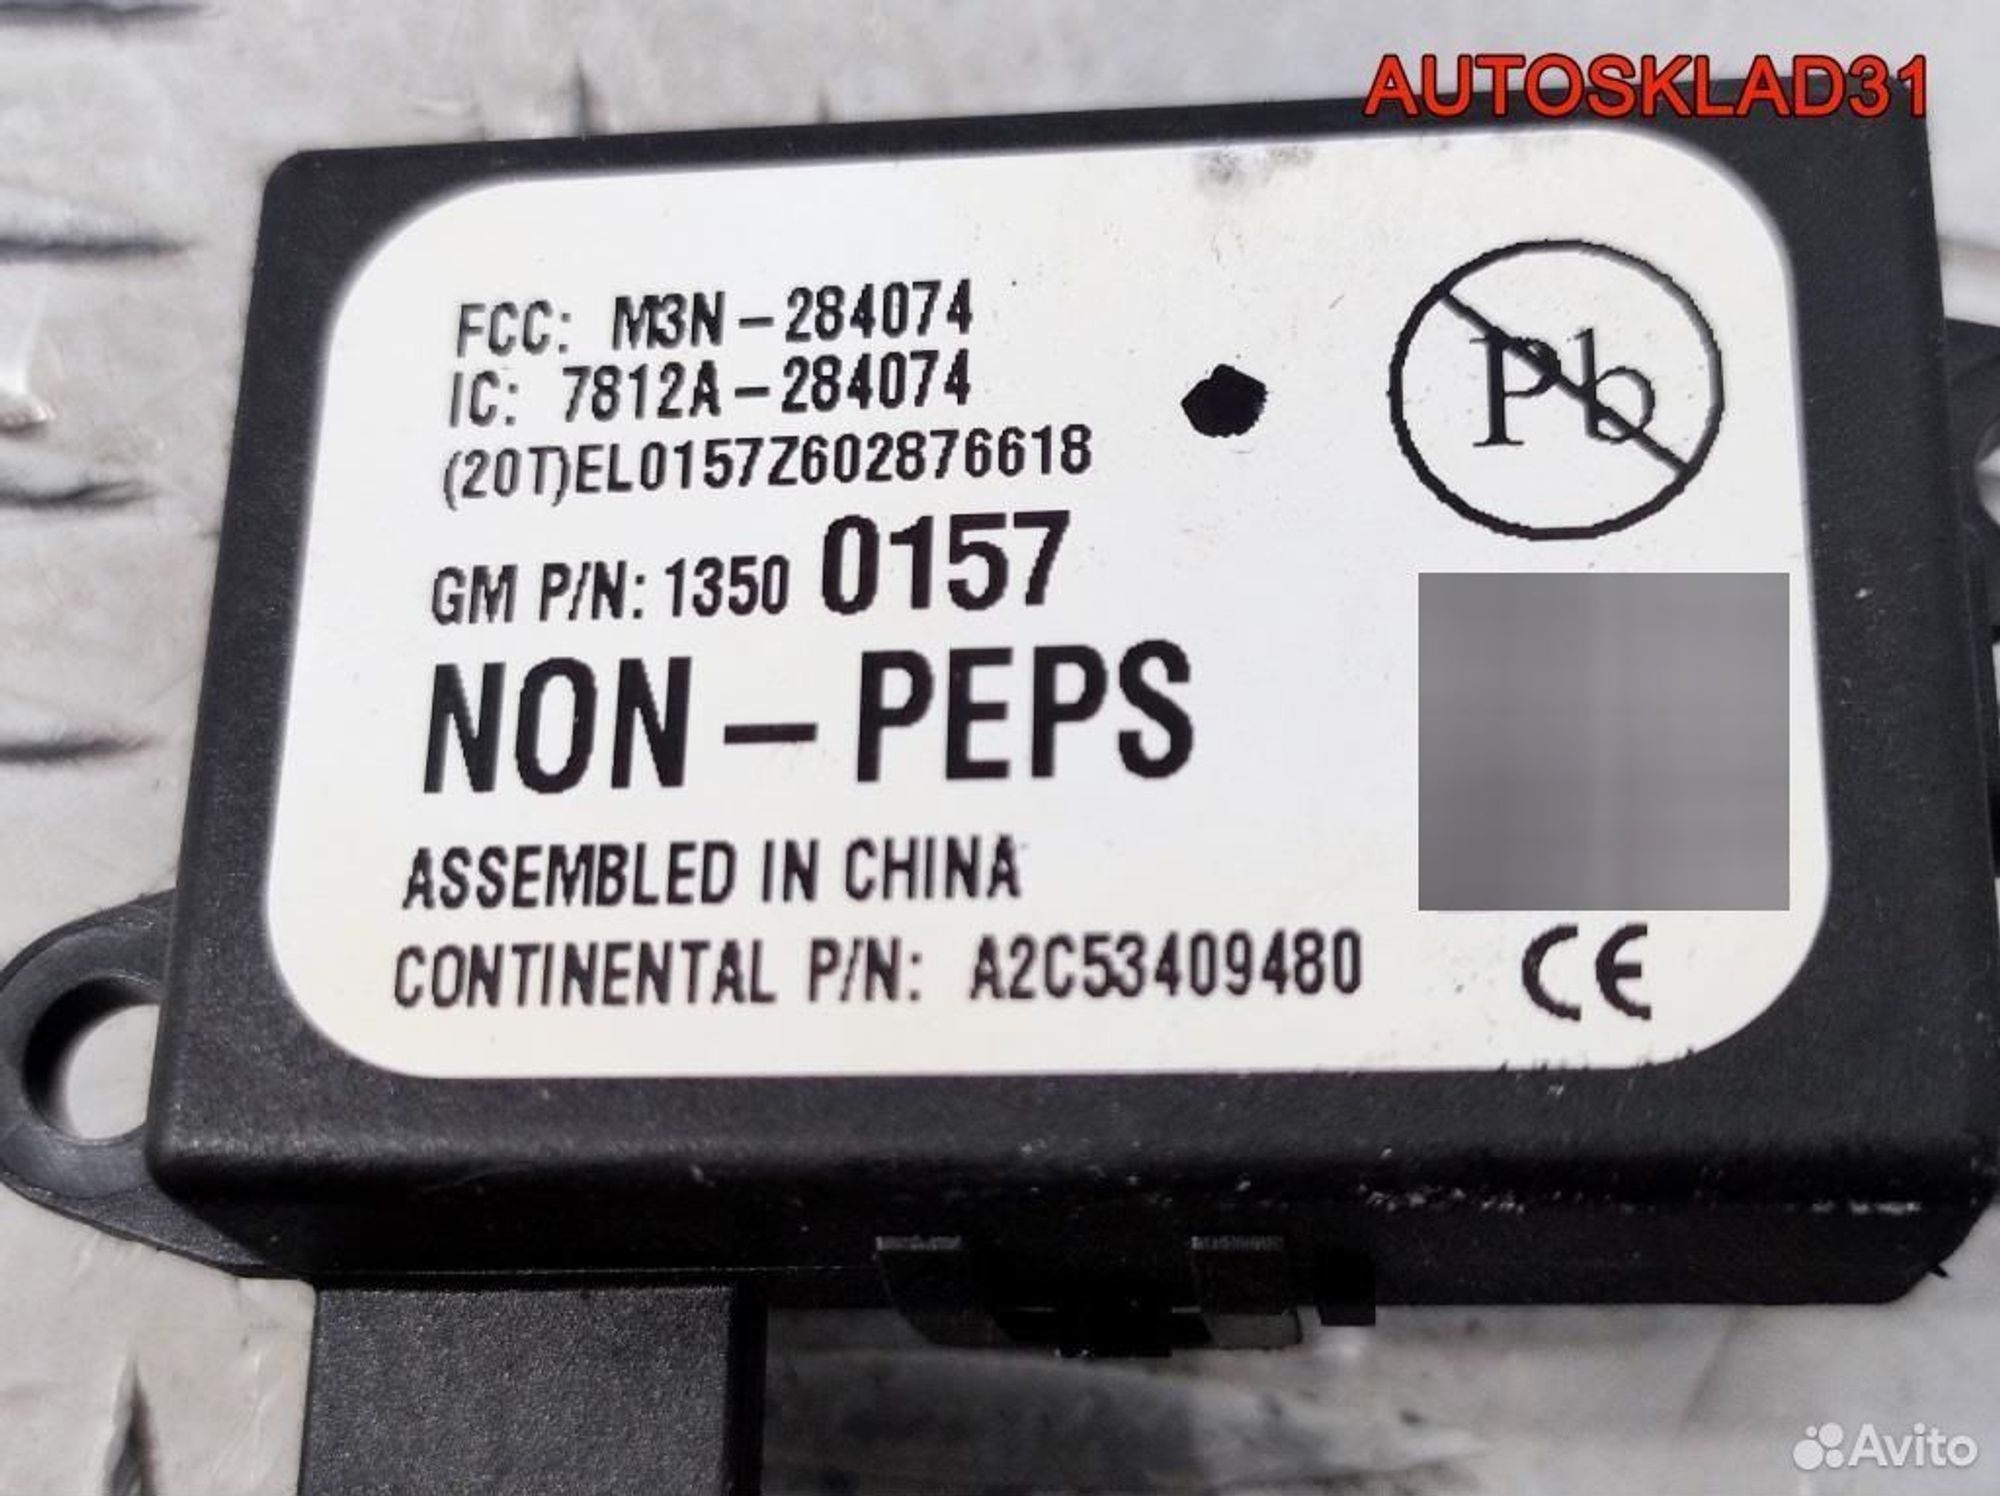 AUTOSKLAD31
FCC: M3N-284074
IC: 7812A-284074
(20T)EL0157Z602876618
Pb
GM P/N: 1350 0157
NON-PEPS
ASSEMBLED IN CHINA
CONTINENTAL P/N: A2C53409480
CE
Avito